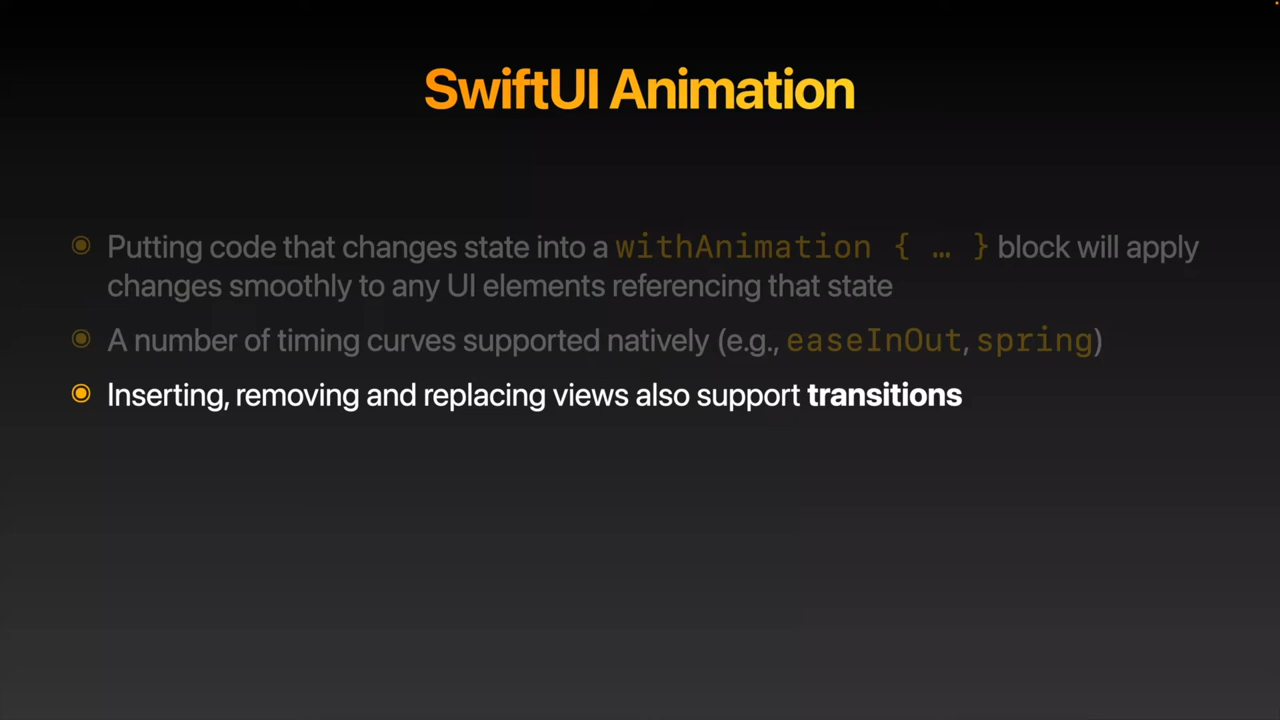 SwiftUI Animation
Putting code that changes state into a withAnimation { … } block will apply
changes smoothly to any UI elements referencing that state
A number of timing curves supported natively (e.g., easeInOut, spring)
Inserting, removing and replacing views also support transitions